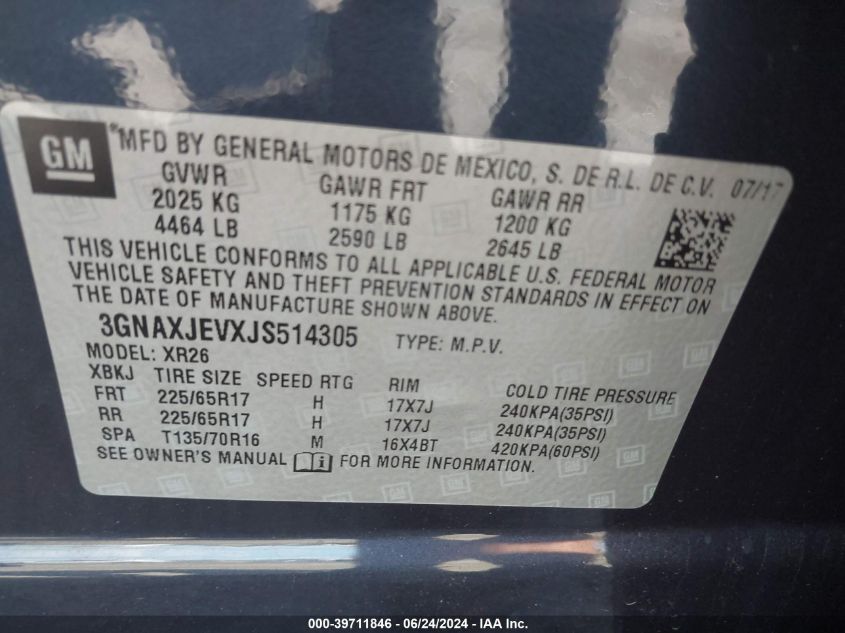 GM
®MFD BY GENERAL MOTORS DE MEXICO, S. DE R.L. DE C.V. 07/17
GVWR GAWR FRT GAWR RR
2025 KG 1175 KG 1200 KG
4464 LB 2590 LB 2645 LB
THIS VEHICLE CONFORMS TO ALL APPLICABLE U.S. FEDERAL MOTOR
VEHICLE SAFETY AND THEFT PREVENTION STANDARDS IN EFFECT ON
THE DATE OF MANUFACTURE SHOWN ABOVE.
3GNAXJEVXJS514305 TYPE: M.P.V.
MODEL: XR26
XBKJ TIRE SIZE SPEED RTG RIM COLD TIRE PRESSURE
FRT 225/65R17 H 17X7J 240KPA(35PSI)
RR 225/65R17 H 17X7J 240KPA(35PSI)
SPA T135/70R16 M 16X4BT 420KPA(60PSI)
SEE OWNER'S MANUAL FOR MORE INFORMATION.
000-39711846 / 06/24/2024 - IAA Inc.